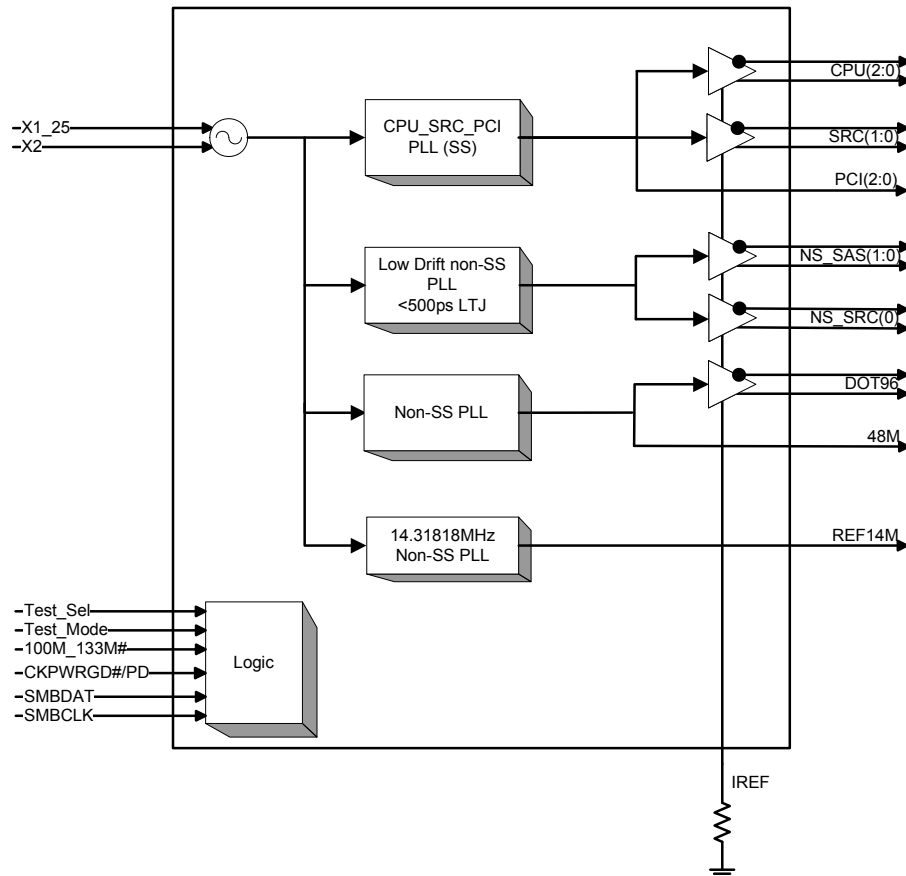 X1_25
X2
CPU_SRC_PCI
PLL (SS)
CPU(2:0)
SRC(1:0)
PCI(2:0)
Low Drift non-SS
PLL
<500ps LTJ
NS_SAS(1:0)
NS_SRC(0)
Non-SS PLL
DOT96
48M
14.31818MHz
Non-SS PLL
REF14M
Test_Sel
Test_Mode
100M_133M#
CKPWRGD#/PD
SMBDAT
SMBCLK
Logic
IREF